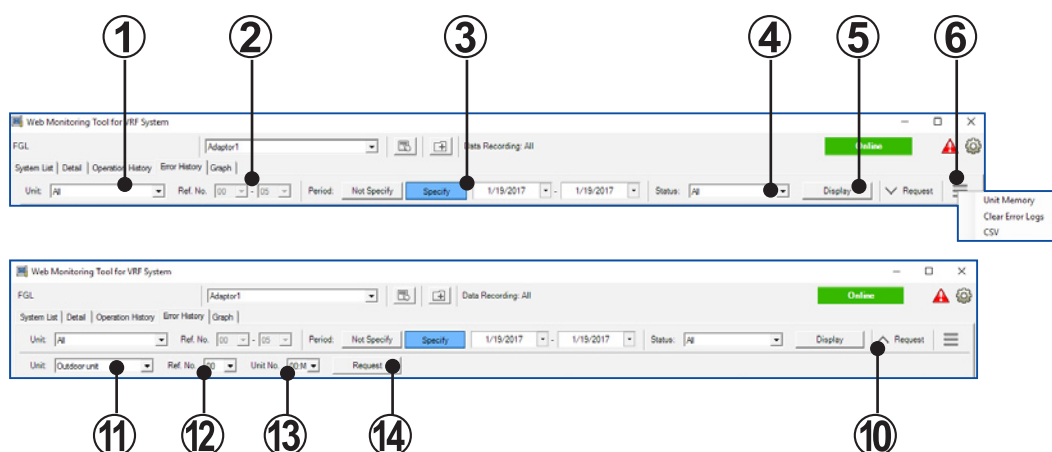 1 2 3 4 5 6
Web Monitoring Tool for VRF System
FGL Adaptor1 Data Recording: All Online
System List Detail Operation History Error History Graph
Unit: All Ref. No. 00 - 05 Period: Not Specify Specify 1/19/2017 - 1/19/2017 Status: All Display Request
Unit Memory
Clear Error Logs
CSV
Web Monitoring Tool for VRF System
FGL Adaptor1 Data Recording: All Online
System List Detail Operation History Error History Graph
Unit: All Ref. No. 00 - 05 Period: Not Specify Specify 1/19/2017 - 1/19/2017 Status: All Display Request
Unit: Outdoor unit Ref. No. 00 Unit No. 00:M Request
11 12 13 14 10